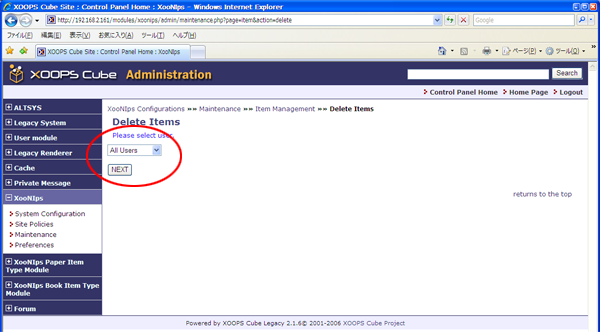 XOOPS Cube Site : Control Panel Home : XooNIps - Windows Internet Explorer
http://192.168.2.161/modules/xoonips/admin/maintenance.php?page=item&action=delete
Google
ファイル(F) 編集(E) 表示(V) お気に入り(A) ツール(T) ヘルプ(H)
XOOPS Cube Site : Control Panel Home : XooNIps
ページ(P) ツール(O)
XOOPS Cube Administration
Search
Control Panel Home Home Page Logout
ALTSYS
Legacy System
User module
Legacy Renderer
Cache
Private Message
XooNIps
System Configuration
Site Policies
Maintenance
Preferences
XooNIps Paper Item Type Module
XooNIps Book Item Type Module
Forum
XooNIps Configurations »» Maintenance »» Item Management »» Delete Items
Delete Items
Please select user.
All Users
NEXT
returns to the top
Powered by XOOPS Cube Legacy 2.1.6© 2001-2006 XOOPS Cube Project